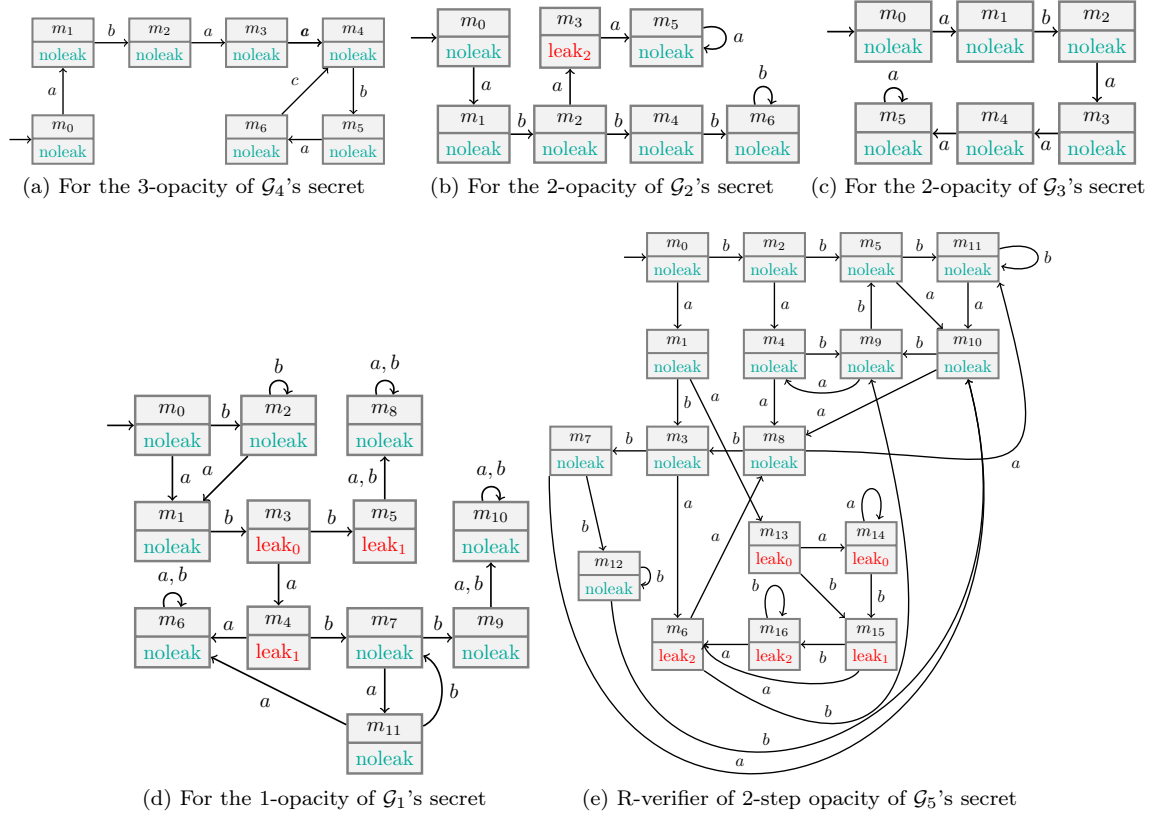 m₁ b m₂ a m₃ a m₄
noleak noleak noleak noleak
a c b
m₀ m₆ a m₅
noleak noleak noleak
(a) For the 3-opacity of 𝒢₄'s secret
m₀ m₃ a m₅ a
noleak leak₂ noleak
a a b
m₁ b m₂ b m₄ b m₆
noleak noleak noleak noleak
(b) For the 2-opacity of 𝒢₂'s secret
m₀ a m₁ b m₂
noleak noleak noleak
a a
m₅ a m₄ a m₃
noleak noleak noleak
(c) For the 2-opacity of 𝒢₃'s secret
b a, b
m₀ b m₂ m₈
noleak noleak noleak
a a a, b a, b
m₁ b m₃ b m₅ m₁₀
noleak leak₀ leak₁ noleak
a, b a a, b
m₆ a m₄ b m₇ b m₉
noleak leak₁ noleak noleak
a a b
m₁₁
noleak
(d) For the 1-opacity of 𝒢₁'s secret
m₀ b m₂ b m₅ b m₁₁ b
noleak noleak noleak noleak
a a b a a
m₁ m₄ b m₉ b m₁₀
noleak noleak noleak noleak
b a a a a
m₇ b m₃ b m₈ a
noleak noleak noleak
a b a
m₁₃ a m₁₄
leak₀ leak₀
m₁₂ b a b b b
noleak
m₆ a m₁₆ b m₁₅
leak₂ leak₂ leak₁
a b
b
a
(e) R-verifier of 2-step opacity of 𝒢₅'s secret